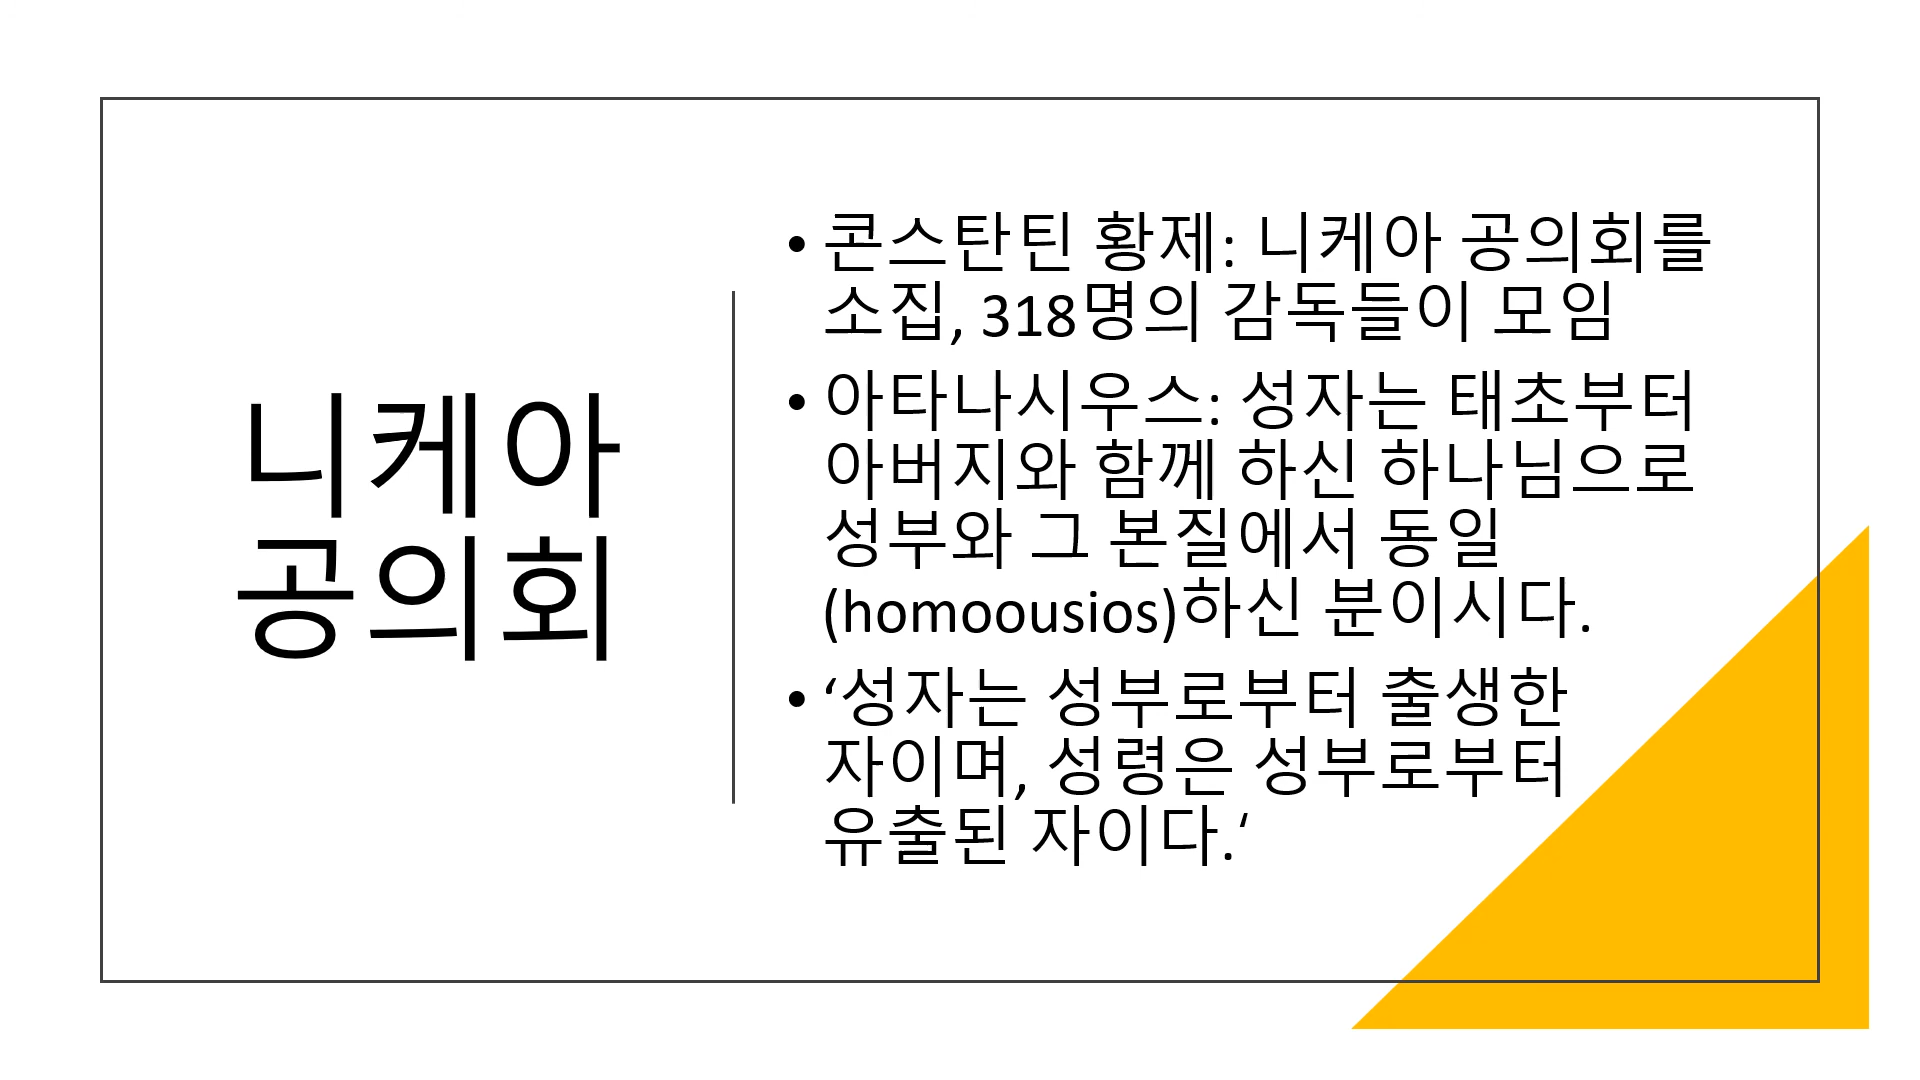 니케아
공의회
• 콘스탄틴 황제: 니케아 공의회를
소집, 318명의 감독들이 모임
• 아타나시우스: 성자는 태초부터
아버지와 함께 하신 하나님으로
성부와 그 본질에서 동일
(homoousios)하신 분이시다.
• ‘성자는 성부로부터 출생한
자이며, 성령은 성부로부터
유출된 자이다.‘